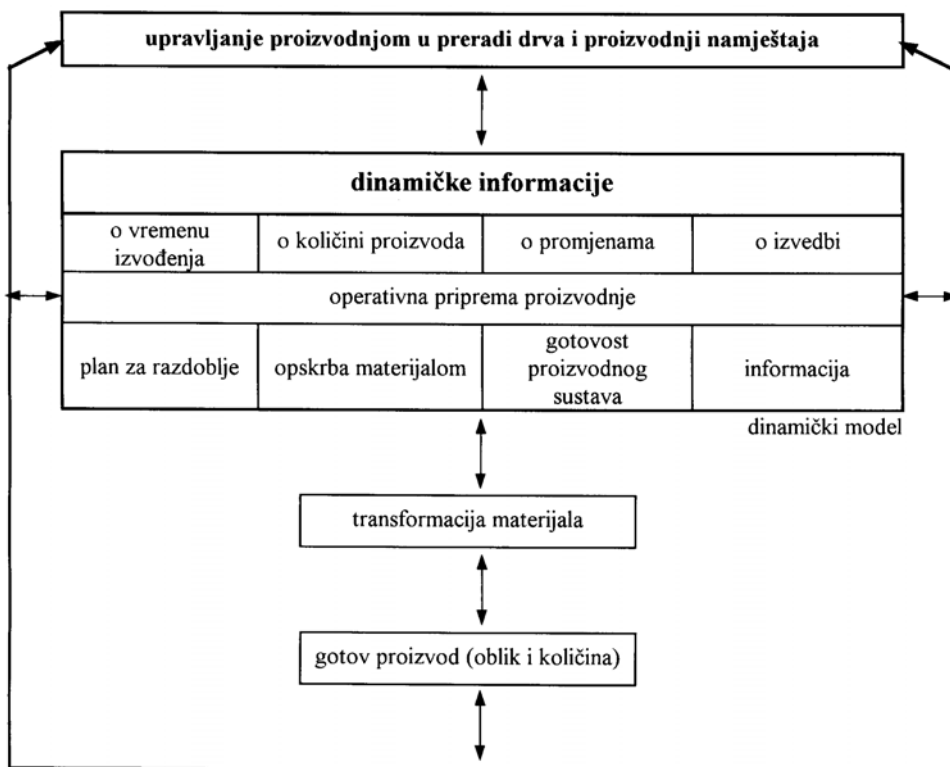 upravljanje proizvodnjom u preradi drva i proizvodnji namještaja
dinamičke informacije
o vremenu
izvođenja
o količini proizvoda
o promjenama
o izvedbi
operativna priprema proizvodnje
plan za razdoblje
opskrba materijalom
gotovost
proizvodnog
sustava
informacija
dinamički model
transformacija materijala
gotov proizvod (oblik i količina)